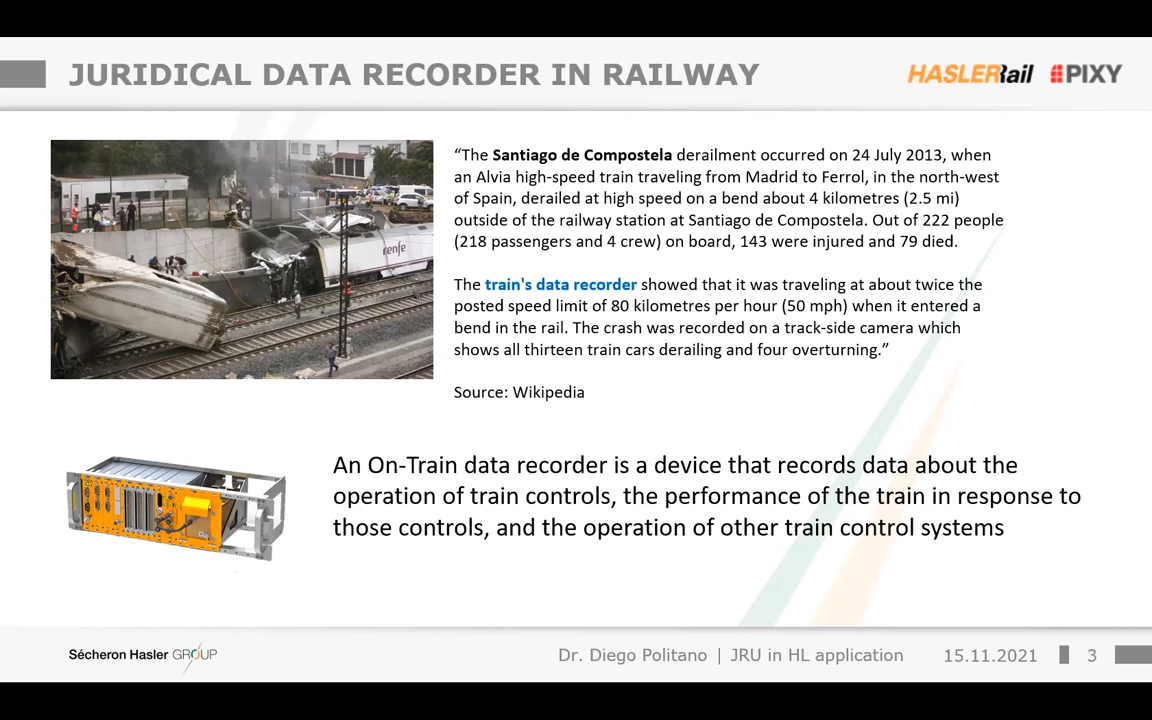 JURIDICAL DATA RECORDER IN RAILWAY
HASLERRail PIXY
“The Santiago de Compostela derailment occurred on 24 July 2013, when
an Alvia high-speed train traveling from Madrid to Ferrol, in the north-west
of Spain, derailed at high speed on a bend about 4 kilometres (2.5 mi)
outside of the railway station at Santiago de Compostela. Out of 222 people
(218 passengers and 4 crew) on board, 143 were injured and 79 died.
The train's data recorder showed that it was traveling at about twice the
posted speed limit of 80 kilometres per hour (50 mph) when it entered a
bend in the rail. The crash was recorded on a track-side camera which
shows all thirteen train cars derailing and four overturning.”
Source: Wikipedia
renfe
An On-Train data recorder is a device that records data about the
operation of train controls, the performance of the train in response to
those controls, and the operation of other train control systems
Sécheron Hasler GROUP
Dr. Diego Politano | JRU in HL application
15.11.2021
3